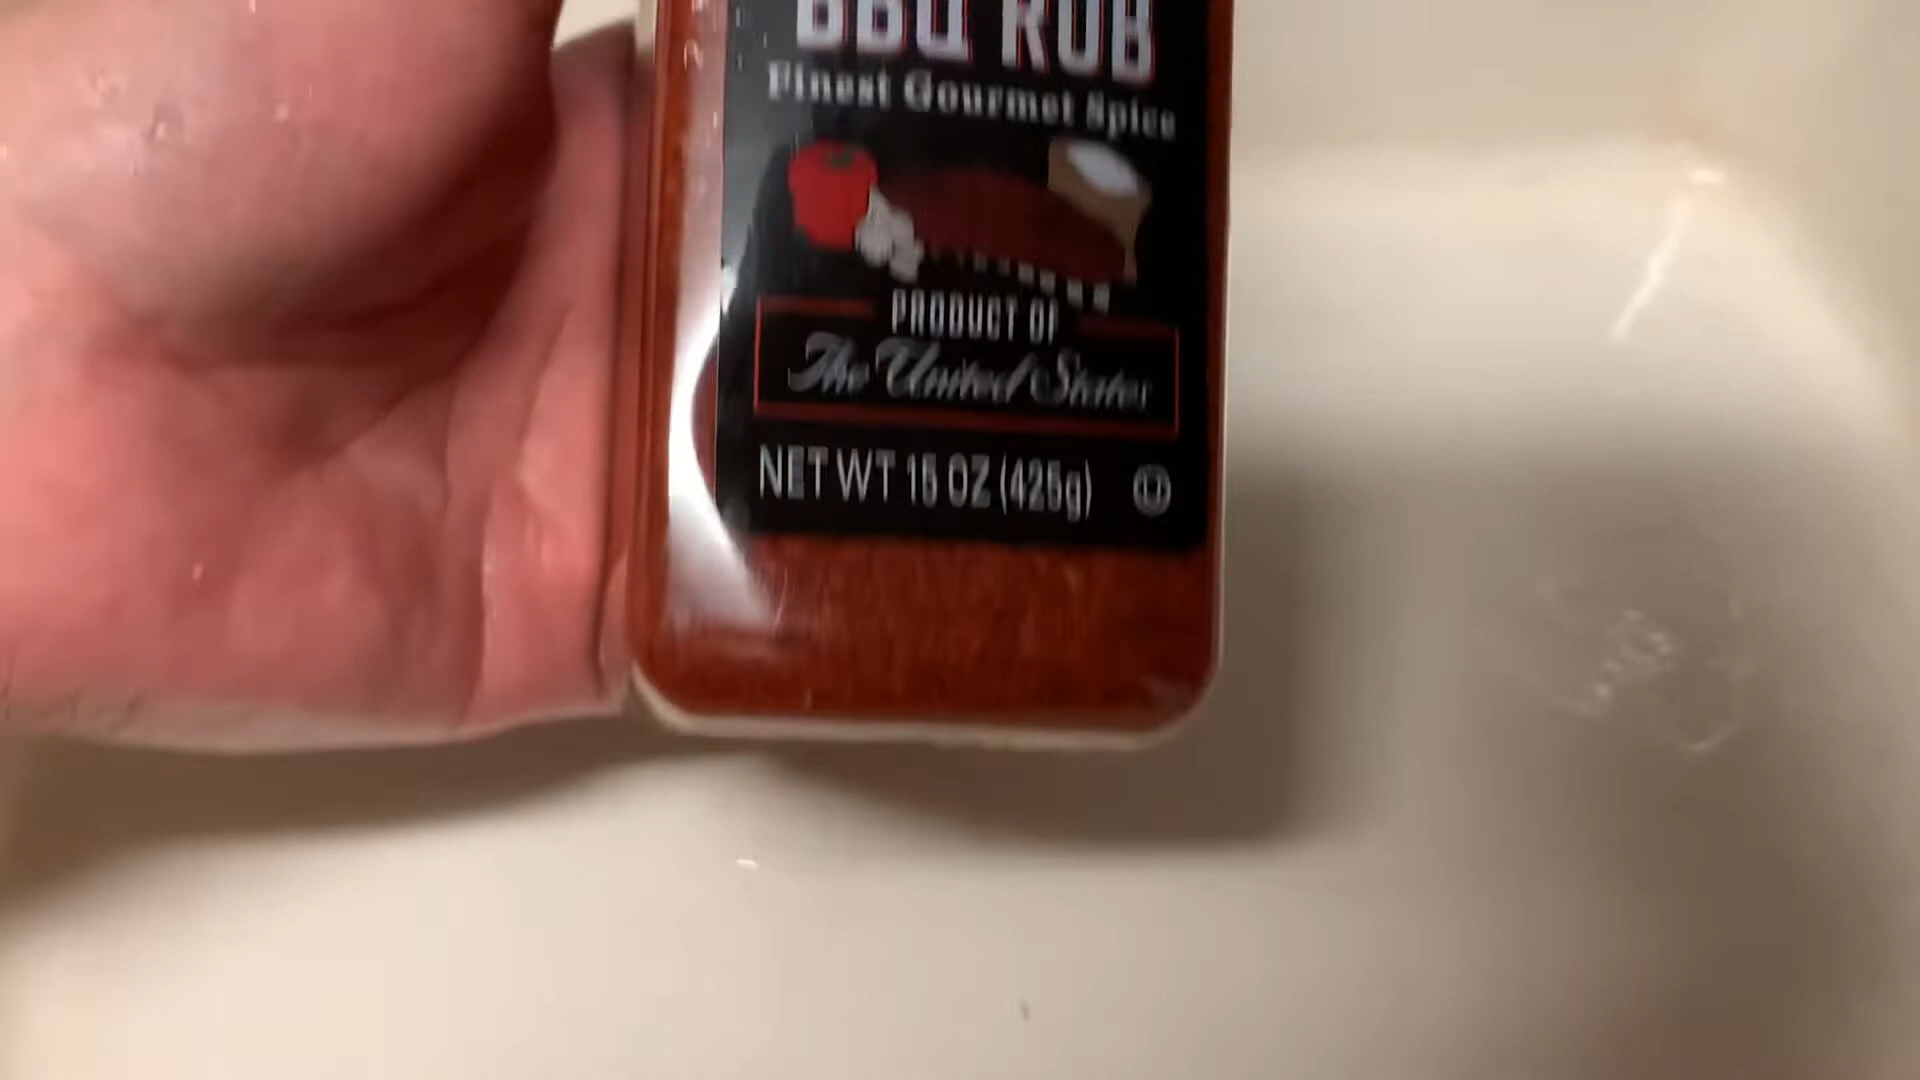 BBQ RUB
Finest Gourmet Spice
PRODUCT OF
The United States
NET WT 15 OZ (425g) U